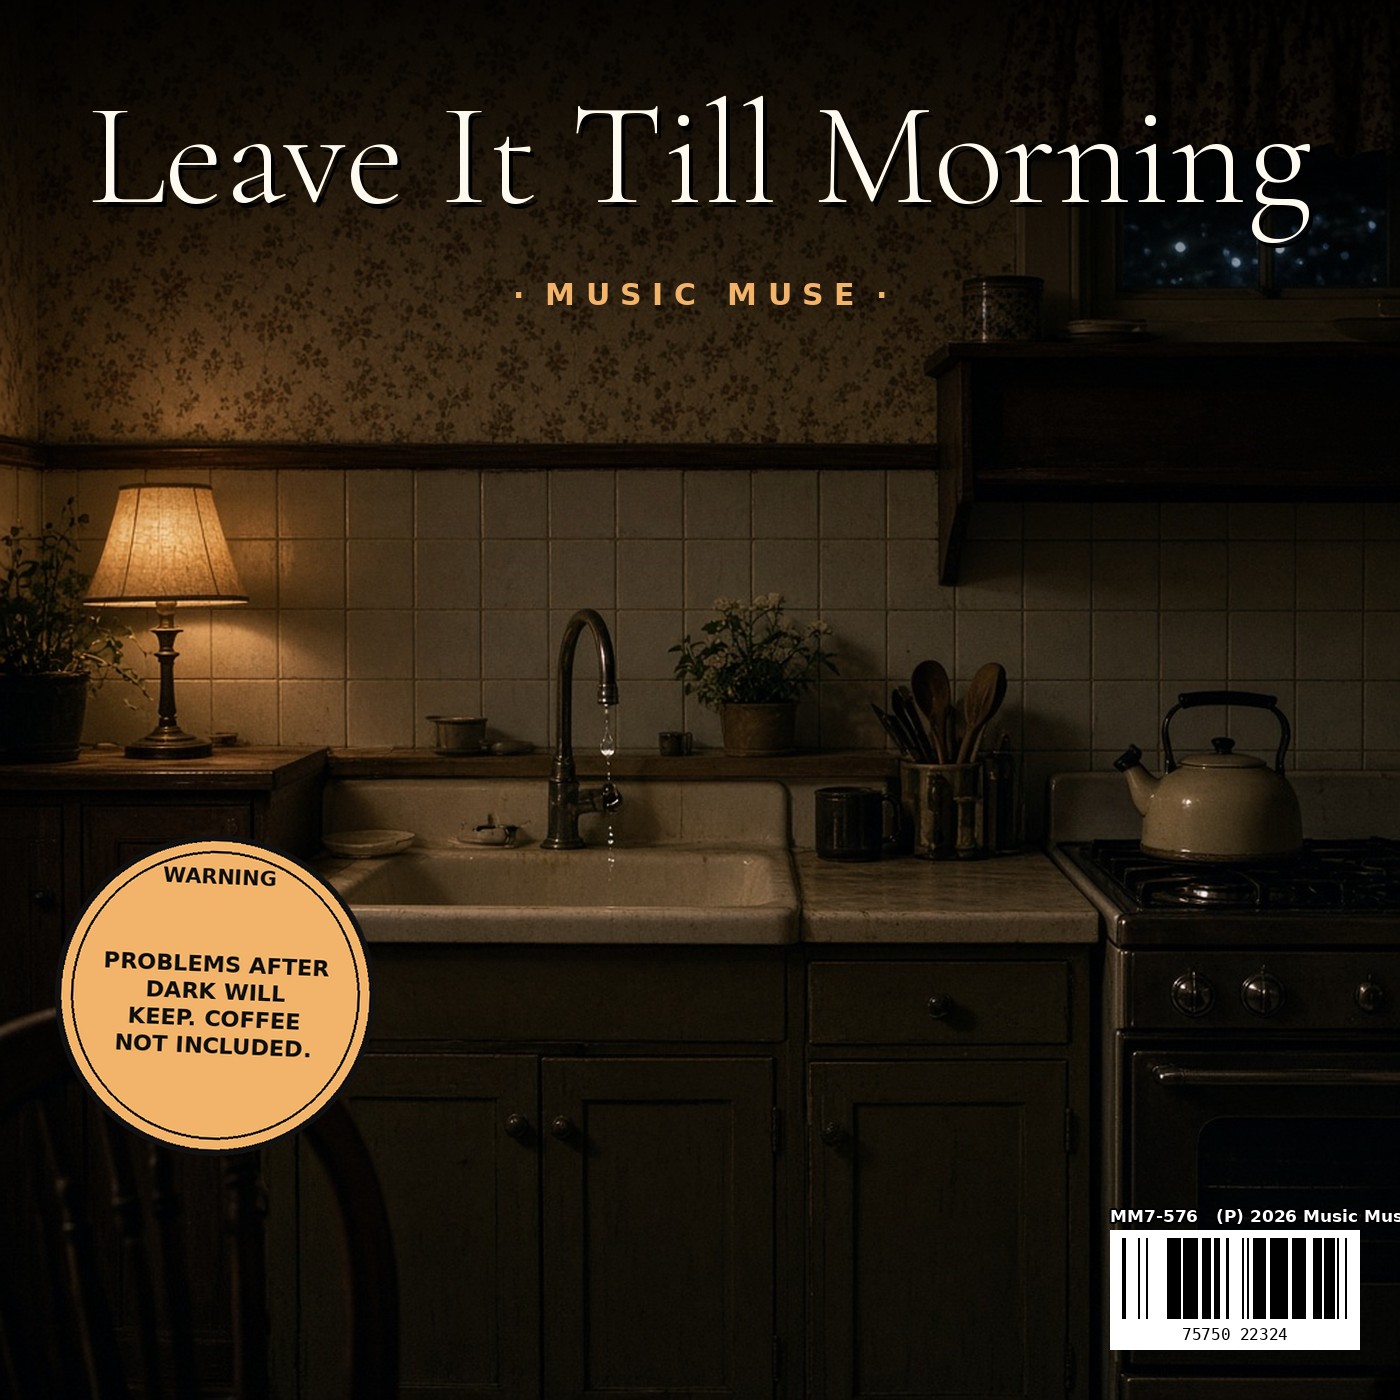 Leave It Till Morning
· MUSIC MUSE ·
WARNING
PROBLEMS AFTER
DARK WILL
KEEP. COFFEE
NOT INCLUDED.
MM7-576 (P) 2026 Music Mus
75750 22324